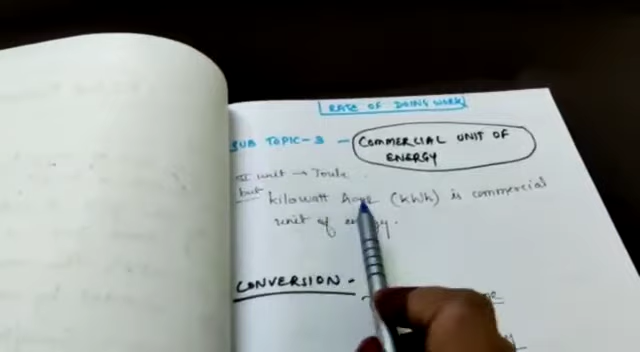 RATE OF DOING WORK
SUB TOPIC-3 - COMMERCIAL UNIT OF
ENERGY
SI unit → Joule
but kilowatt (kWh) is commercial
unit of
CONVERSION -